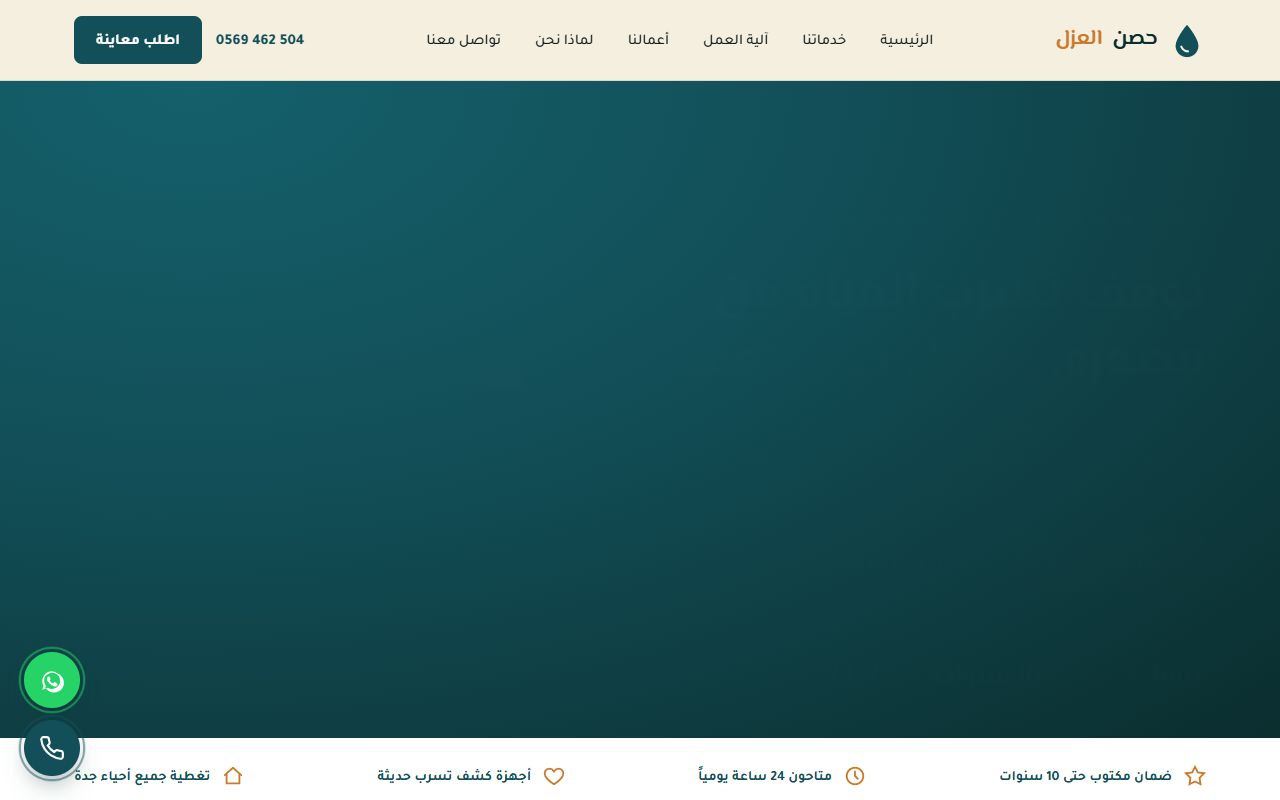 حصن العزل
الرئيسية
خدماتنا
آلية العمل
أعمالنا
لماذا نحن
تواصل معنا
0569 462 504
اطلب معاينة
ضمان مكتوب حتى 10 سنوات
متاحون 24 ساعة يومياً
أجهزة كشف تسرب حديثة
تغطية جميع أحياء جدة